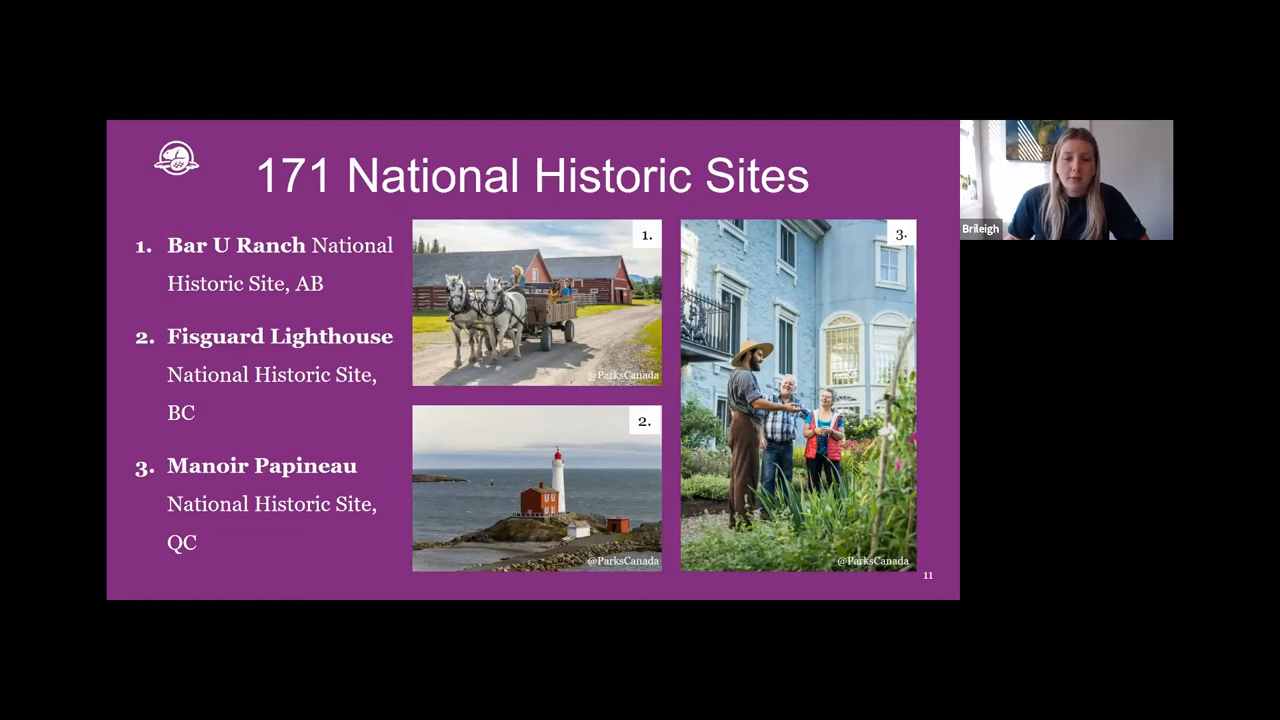 171 National Historic Sites
1. Bar U Ranch National
Historic Site, AB
2. Fisguard Lighthouse
National Historic Site,
BC
3. Manoir Papineau
National Historic Site,
QC
1.
@ParksCanada
2.
@ParksCanada
3.
@ParksCanada
11
Brileigh